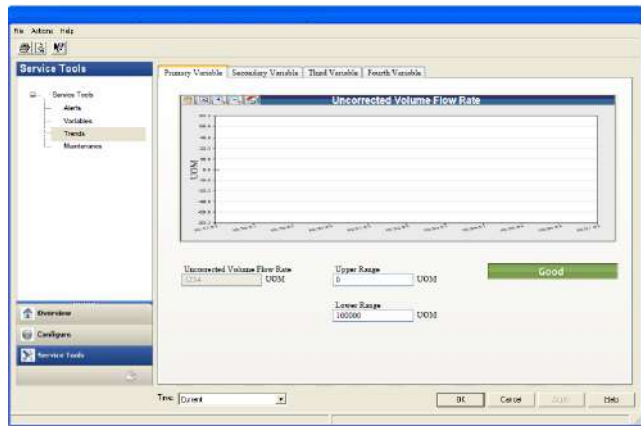 File Actions Help
Service Tools
Service Tools
Alerts
Variables
Trends
Maintenance
Overview
Configure
Service Tools
Primary Variable Secondary Variable Third Variable Fourth Variable
Uncorrected Volume Flow Rate
UOM
Uncorrected Volume Flow Rate
1234 UOM
Upper Range
0 UOM
Good
Lower Range
100000 UOM
Time: Current
OK Cancel Apply Help